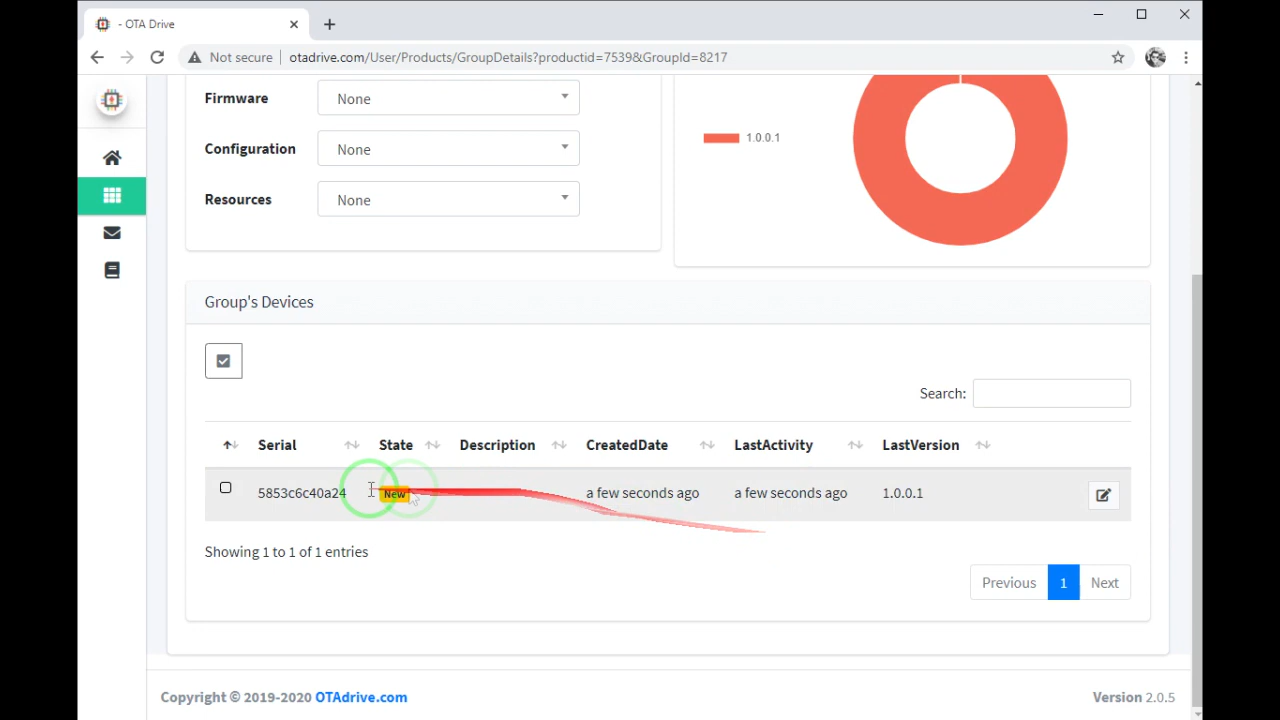 - OTA Drive
Not secure
otadrive.com/User/Products/GroupDetails?productid=7539&GroupId=8217
Firmware
None
Configuration
None
Resources
None
1.0.0.1
Group's Devices
Search:
Serial State Description CreatedDate LastActivity LastVersion
5853c6c40a24 New a few seconds ago a few seconds ago 1.0.0.1
Showing 1 to 1 of 1 entries
Previous 1 Next
Copyright © 2019-2020 OTAdrive.com
Version 2.0.5